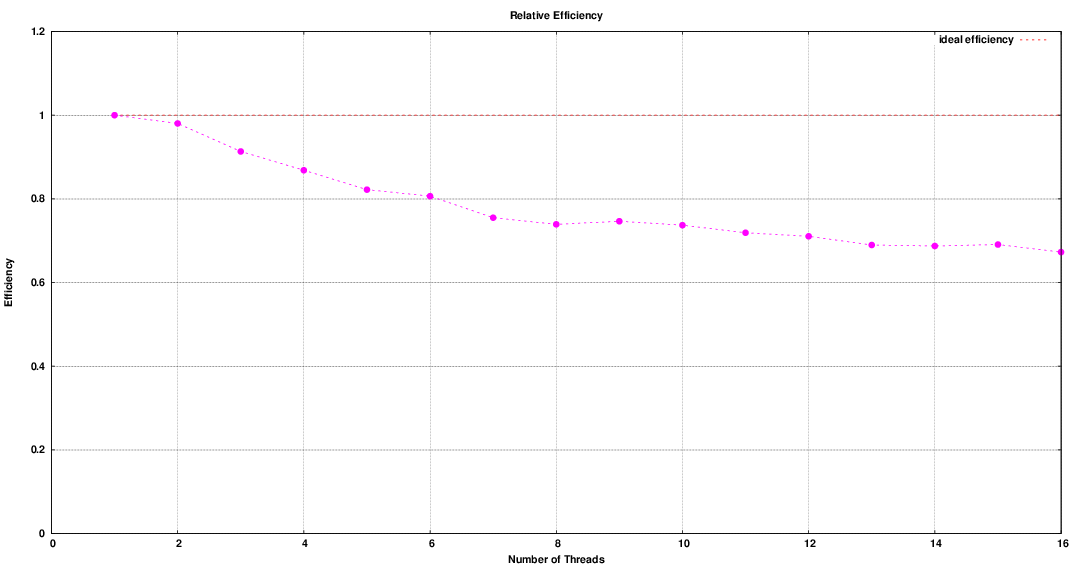 Relative Efficiency
ideal efficiency
1.2
1
0.8
0.6
0.4
0.2
0
Efficiency
0 2 4 6 8 10 12 14 16
Number of Threads